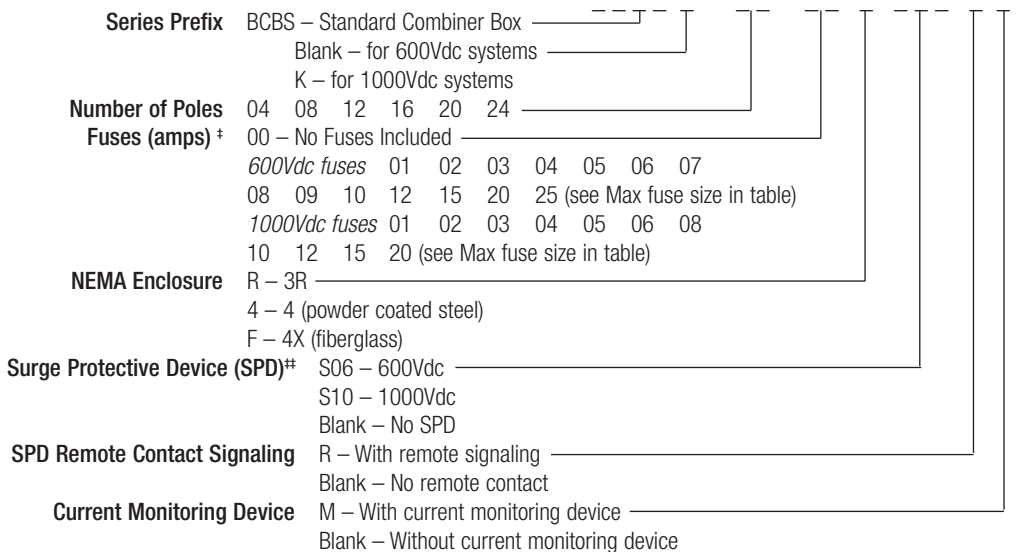 Series Prefix BCBS – Standard Combiner Box
Blank – for 600Vdc systems
K – for 1000Vdc systems
Number of Poles 04 08 12 16 20 24
Fuses (amps) ‡ 00 – No Fuses Included
600Vdc fuses 01 02 03 04 05 06 07
08 09 10 12 15 20 25 (see Max fuse size in table)
1000Vdc fuses 01 02 03 04 05 06 08
10 12 15 20 (see Max fuse size in table)
NEMA Enclosure R – 3R
4 – 4 (powder coated steel)
F – 4X (fiberglass)
Surge Protective Device (SPD)‡‡ S06 – 600Vdc
S10 – 1000Vdc
Blank – No SPD
SPD Remote Contact Signaling R – With remote signaling
Blank – No remote contact
Current Monitoring Device M – With current monitoring device
Blank – Without current monitoring device